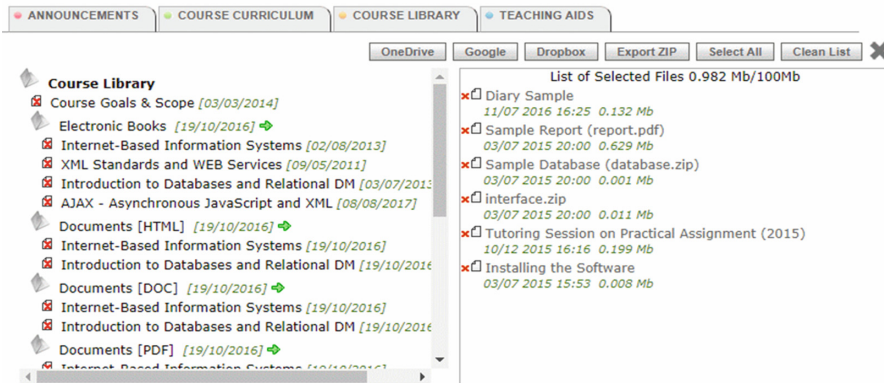 ANNOUNCEMENTS COURSE CURRICULUM COURSE LIBRARY TEACHING AIDS
OneDrive Google Dropbox Export ZIP Select All Clean List
Course Library
Course Goals & Scope [03/03/2014]
Electronic Books [19/10/2016]
Internet-Based Information Systems [02/08/2013]
XML Standards and WEB Services [09/05/2011]
Introduction to Databases and Relational DM [03/07/2013
AJAX - Asynchronous JavaScript and XML [08/08/2017]
Documents [HTML] [19/10/2016]
Internet-Based Information Systems [19/10/2016]
Introduction to Databases and Relational DM [19/10/2016
Documents [DOC] [19/10/2016]
Internet-Based Information Systems [19/10/2016]
Introduction to Databases and Relational DM [19/10/2016
Documents [PDF] [19/10/2016]
Internet-Based Information Systems [19/10/2016]
List of Selected Files 0.982 Mb/100Mb
Diary Sample
11/07 2016 16:25 0.132 Mb
Sample Report (report.pdf)
03/07 2015 20:00 0.629 Mb
Sample Database (database.zip)
03/07 2015 20:00 0.001 Mb
interface.zip
03/07 2015 20:00 0.011 Mb
Tutoring Session on Practical Assignment (2015)
10/12 2015 16:16 0.199 Mb
Installing the Software
03/07 2015 15:53 0.008 Mb